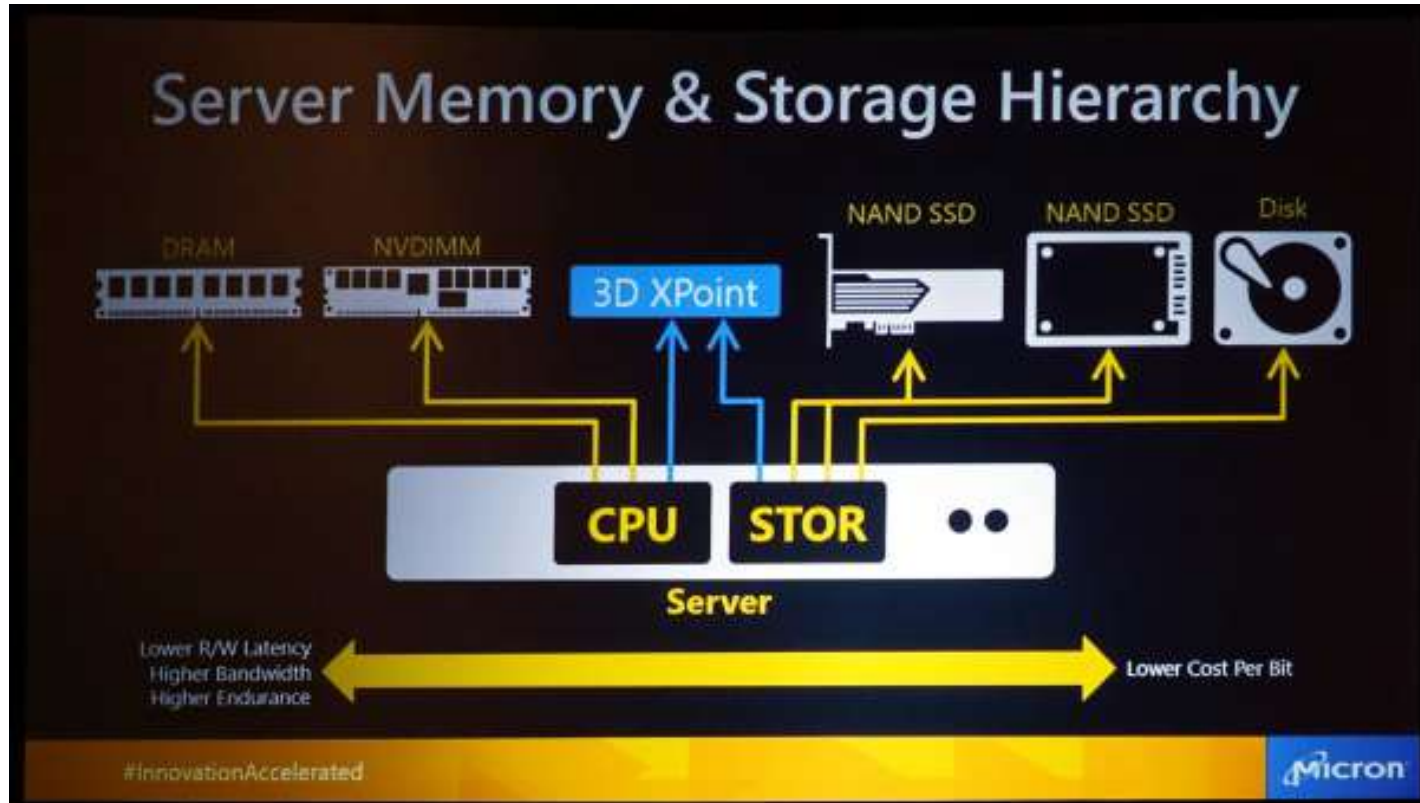 Server Memory & Storage Hierarchy
DRAM
NVDIMM
3D XPoint
NAND SSD
NAND SSD
Disk
CPU
STOR
Server
Lower R/W Latency
Higher Bandwidth
Higher Endurance
Lower Cost Per Bit
#InnovationAccelerated
Micron